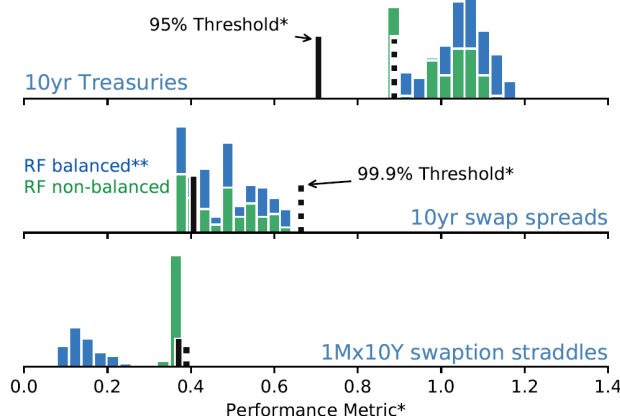 95% Threshold*
10yr Treasuries
RF balanced**
RF non-balanced
99.9% Threshold*
10yr swap spreads
1Mx10Y swaption straddles
0.0 0.2 0.4 0.6 0.8 1.0 1.2 1.4
Performance Metric*